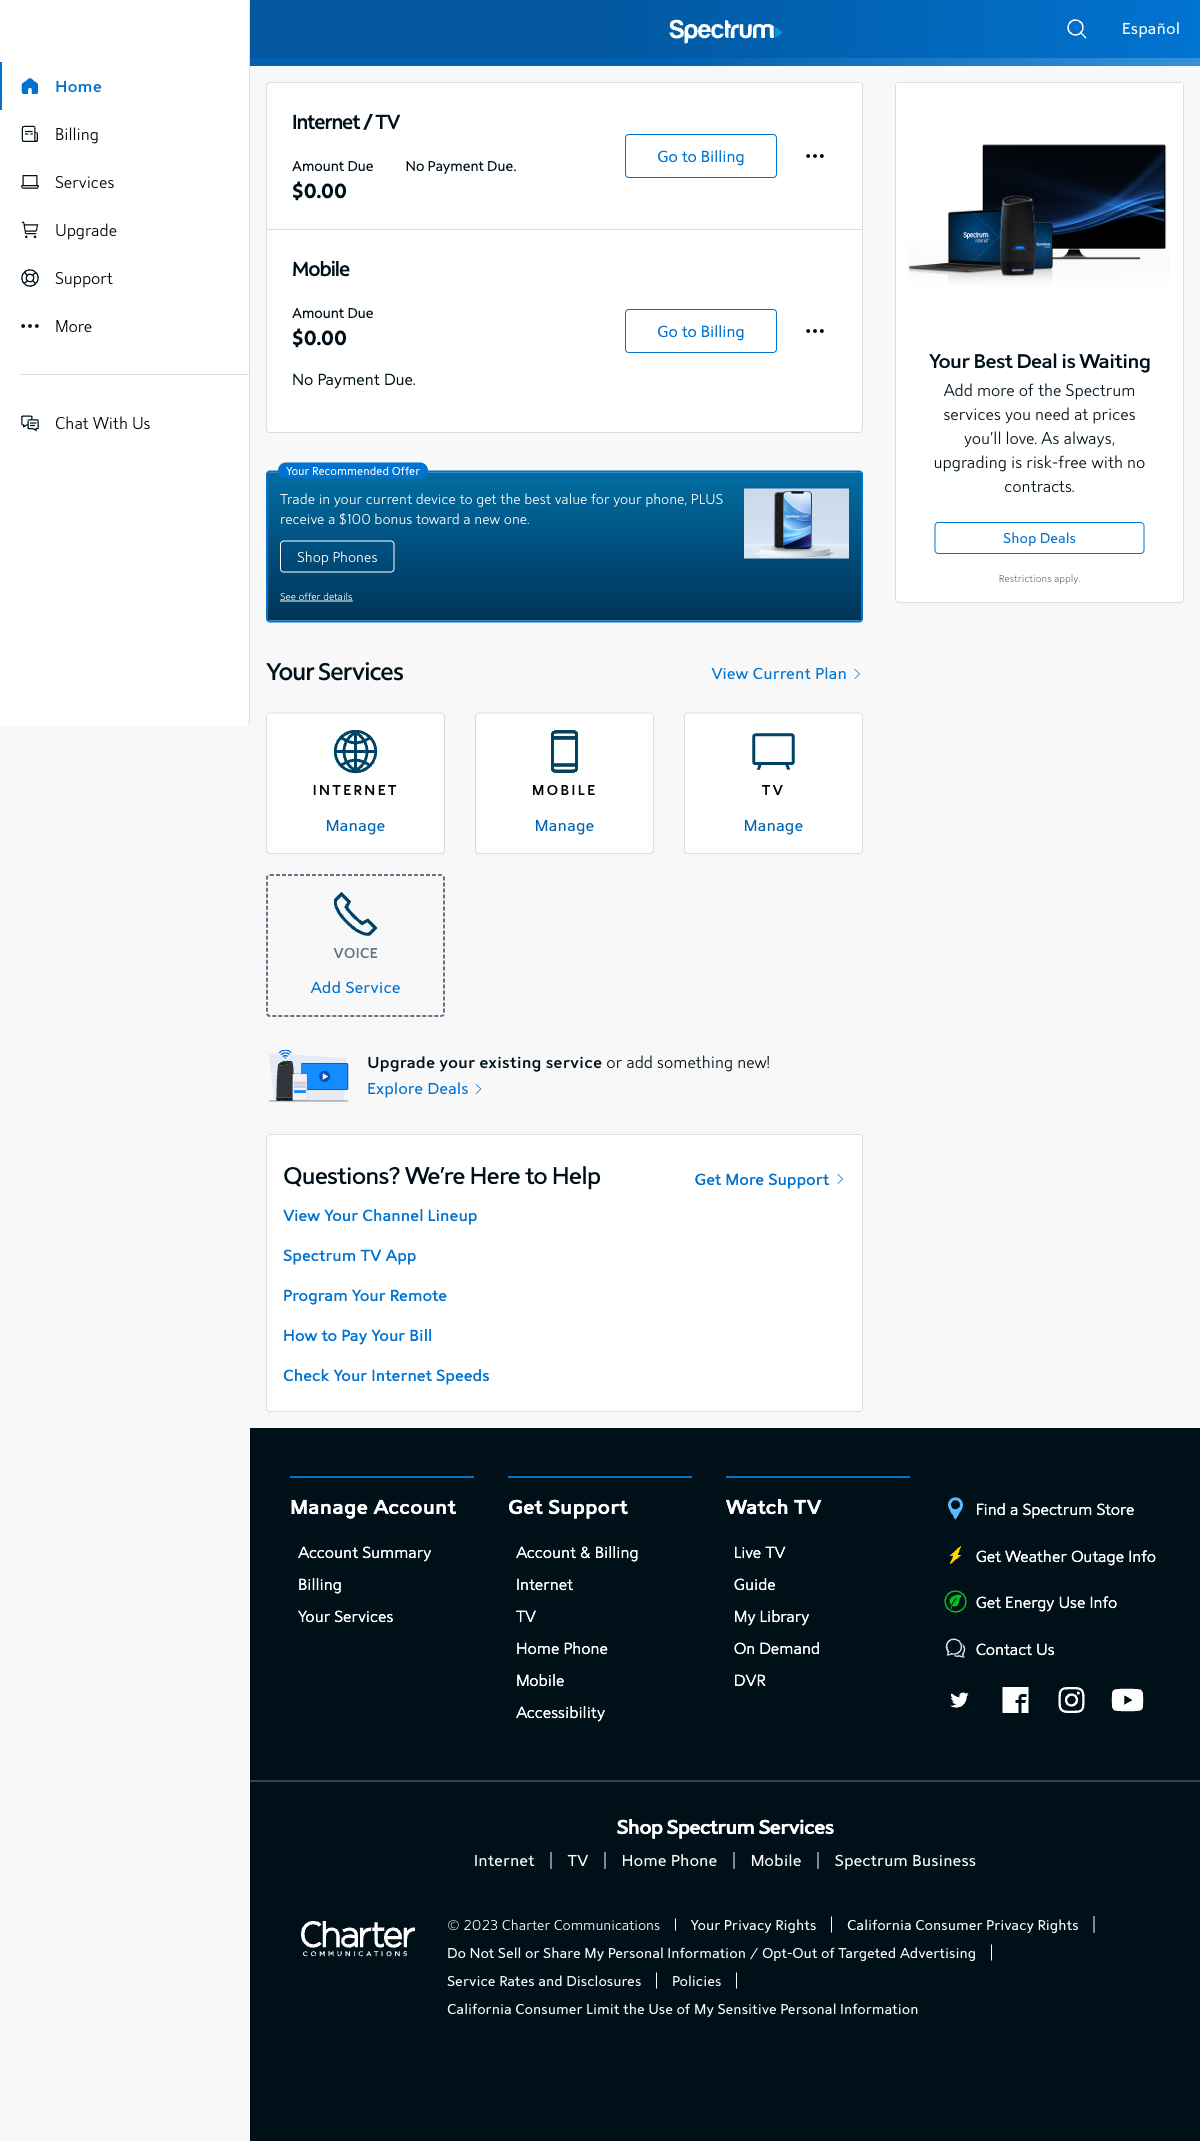 Spectrum
Español
Home
Billing
Services
Upgrade
Support
More
Chat With Us
Internet / TV
Amount Due
No Payment Due.
$0.00
Go to Billing
Mobile
Amount Due
$0.00
Go to Billing
No Payment Due.
Your Best Deal is Waiting
Add more of the Spectrum
services you need at prices
you'll love. As always,
upgrading is risk-free with no
contracts.
Shop Deals
Restrictions apply.
Your Recommended Offer
Trade in your current device to get the best value for your phone, PLUS
receive a $100 bonus toward a new one.
Shop Phones
See offer details
Your Services
View Current Plan
INTERNET
Manage
MOBILE
Manage
TV
Manage
VOICE
Add Service
Upgrade your existing service or add something new!
Explore Deals
Questions? We're Here to Help
Get More Support
View Your Channel Lineup
Spectrum TV App
Program Your Remote
How to Pay Your Bill
Check Your Internet Speeds
Manage Account
Account Summary
Billing
Your Services
Get Support
Account & Billing
Internet
TV
Home Phone
Mobile
Accessibility
Watch TV
Live TV
Guide
My Library
On Demand
DVR
Find a Spectrum Store
Get Weather Outage Info
Get Energy Use Info
Contact Us
Shop Spectrum Services
Internet | TV | Home Phone | Mobile | Spectrum Business
Charter
COMMUNICATIONS
© 2023 Charter Communications | Your Privacy Rights | California Consumer Privacy Rights |
Do Not Sell or Share My Personal Information / Opt-Out of Targeted Advertising |
Service Rates and Disclosures | Policies |
California Consumer Limit the Use of My Sensitive Personal Information